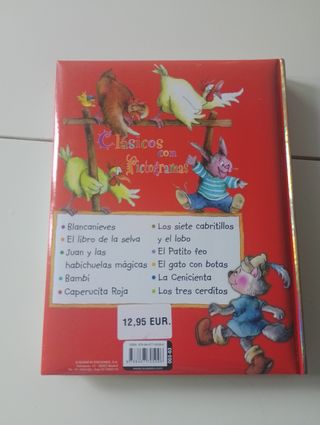 Clásicos
con
Pictogramas
Blancanieves
El libro de la selva
Juan y las
habichuelas mágicas
Bambi
Caperucita Roja
Los siete cabritillos
y el lobo
El Patito feo
El gato con botas
La Cenicienta
Los tres cerditos
12,95 EUR.